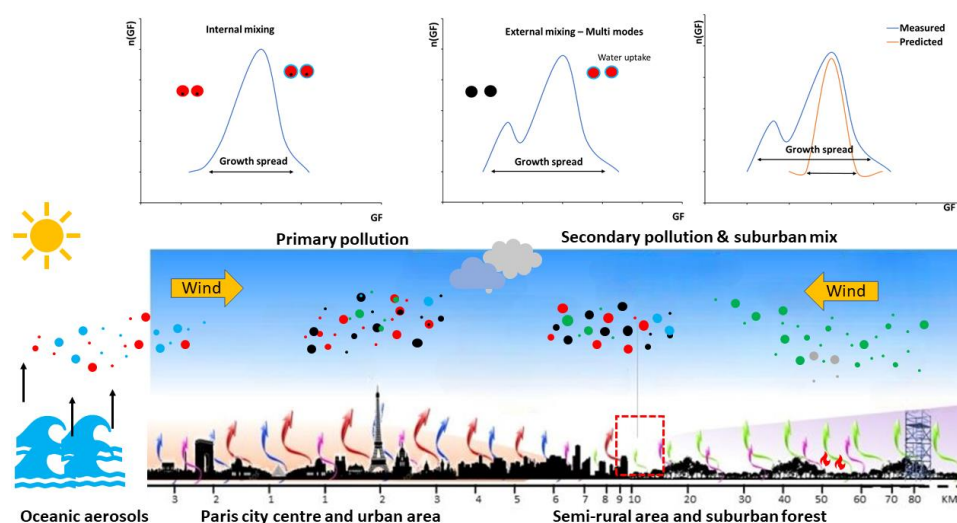 n(GF)
Internal mixing
Growth spread
GF
n(GF)
External mixing – Multi modes
Water uptake
Growth spread
GF
n(GF)
Measured
Predicted
Growth spread
GF
Primary pollution
Secondary pollution & suburban mix
Wind
Wind
3 2 1 1 2 3 4 5 6 7 8 9 10 20 30 40 50 60 70 80 KM
Oceanic aerosols
Paris city centre and urban area
Semi-rural area and suburban forest